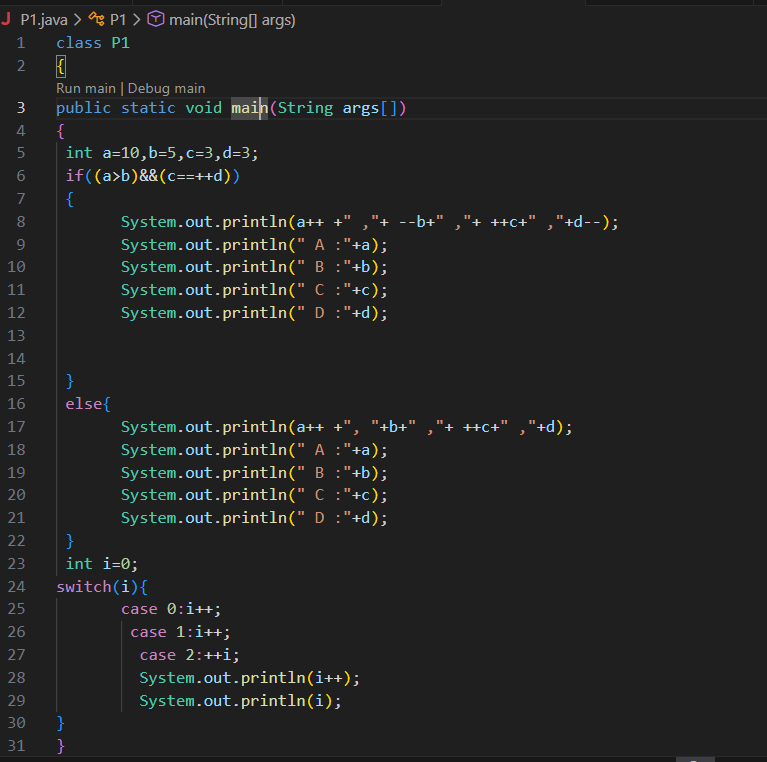 J P1.java > P1 > main(String[] args)
1 class P1
2 {
Run main | Debug main
3 public static void main(String args[])
4 {
5 int a=10,b=5,c=3,d=3;
6 if((a>b)&&(c==++d))
7 {
8 System.out.println(a++ +" ,"+ --b+" ,"+ ++c+" ,"+d--);
9 System.out.println(" A :"+a);
10 System.out.println(" B :"+b);
11 System.out.println(" C :"+c);
12 System.out.println(" D :"+d);
13
14
15 }
16 else{
17 System.out.println(a++ +", "+b+" ,"+ ++c+" ,"+d);
18 System.out.println(" A :"+a);
19 System.out.println(" B :"+b);
20 System.out.println(" C :"+c);
21 System.out.println(" D :"+d);
22 }
23 int i=0;
24 switch(i){
25 case 0:i++;
26 case 1:i++;
27 case 2:++i;
28 System.out.println(i++);
29 System.out.println(i);
30 }
31 }